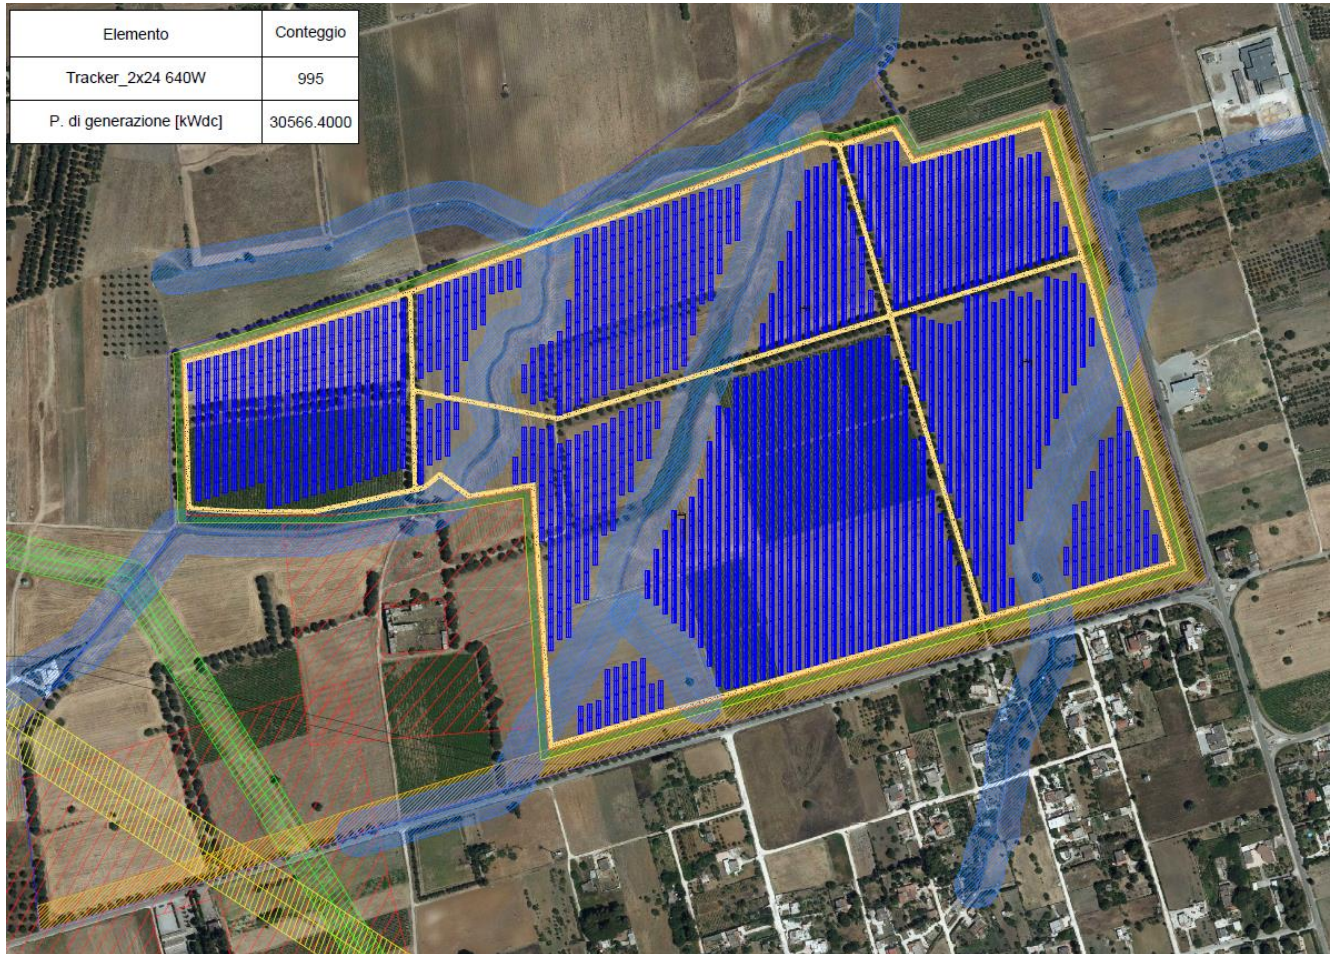 Elemento Conteggio
Tracker_2x24 640W 995
P. di generazione [kWdc] 30566.4000